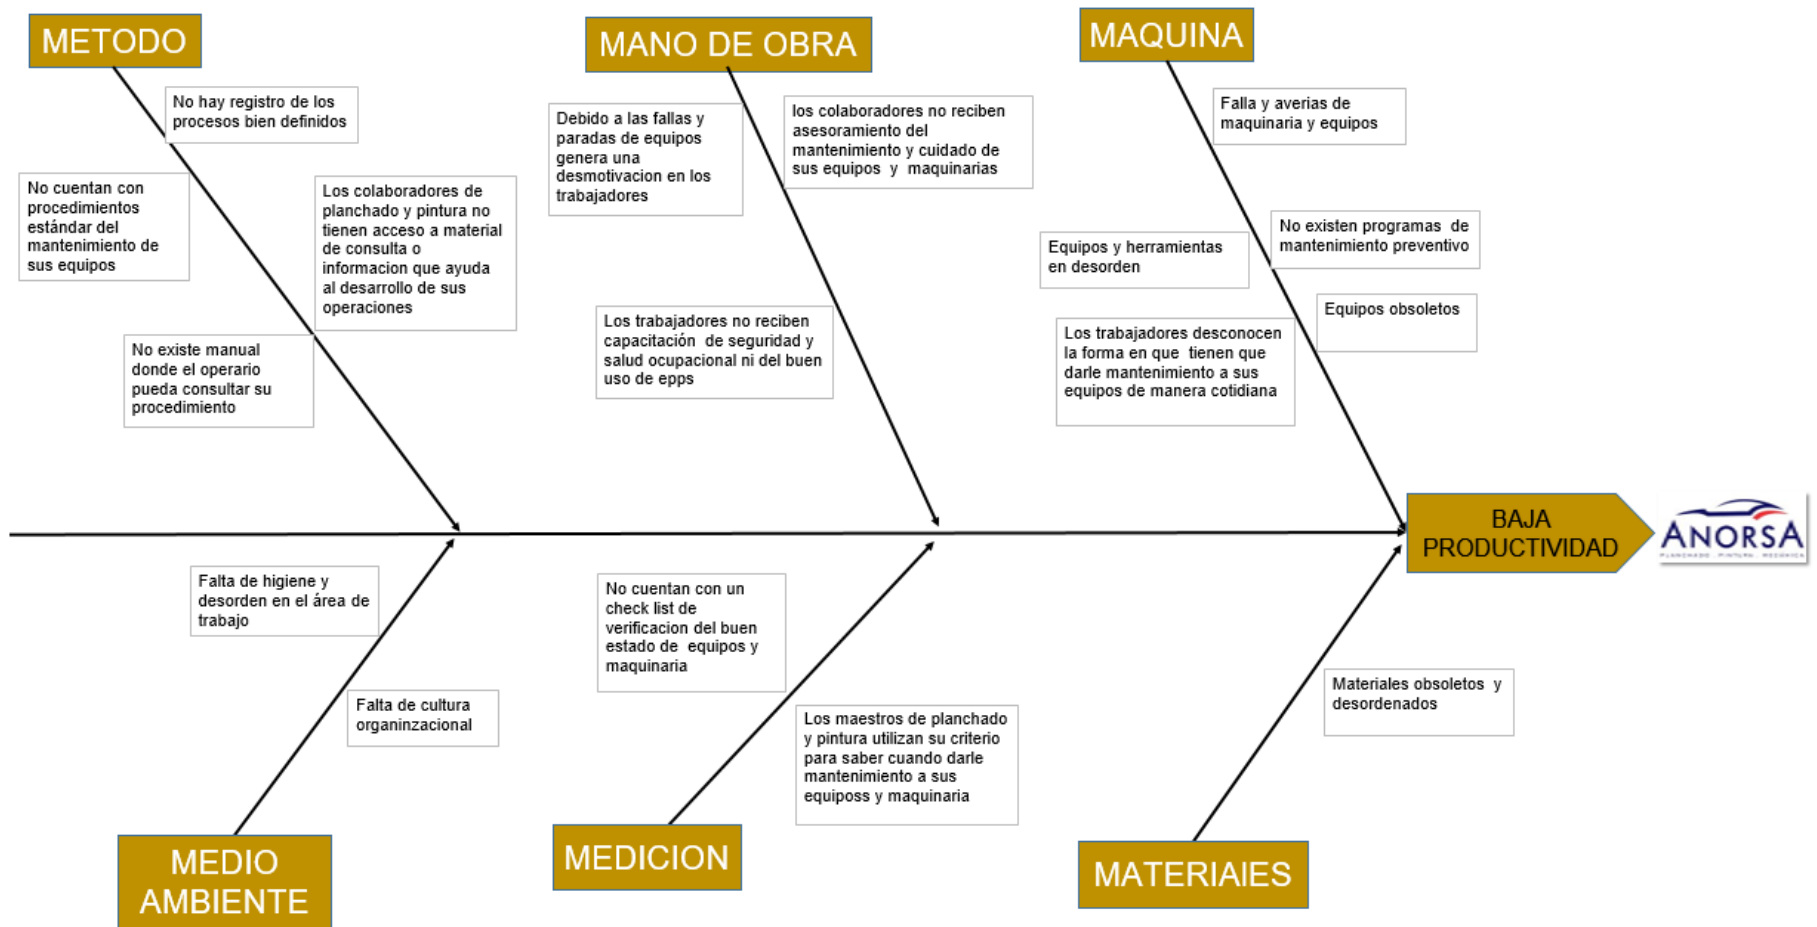 METODO
MANO DE OBRA
MAQUINA
No hay registro de los
procesos bien definidos
No cuentan con
procedimientos
estándar del
mantenimiento de
sus equipos
Los colaboradores de
planchado y pintura no
tienen acceso a material
de consulta o
informacion que ayuda
al desarrollo de sus
operaciones
No existe manual
donde el operario
pueda consultar su
procedimiento
Debido a las fallas y
paradas de equipos
genera una
desmotivacion en los
trabajadores
los colaboradores no reciben
asesoramiento del
mantenimiento y cuidado de
sus equipos y maquinarias
Los trabajadores no reciben
capacitación de seguridad y
salud ocupacional ni del buen
uso de epps
Falla y averias de
maquinaria y equipos
No existen programas de
mantenimiento preventivo
Equipos y herramientas
en desorden
Equipos obsoletos
Los trabajadores desconocen
la forma en que tienen que
darle mantenimiento a sus
equipos de manera cotidiana
BAJA
PRODUCTIVIDAD
ANORSA
PLANCHADO . PINTURA . MECÁNICA
Falta de higiene y
desorden en el área de
trabajo
Falta de cultura
organinzacional
No cuentan con un
check list de
verificacion del buen
estado de equipos y
maquinaria
Los maestros de planchado
y pintura utilizan su criterio
para saber cuando darle
mantenimiento a sus
equiposs y maquinaria
Materiales obsoletos y
desordenados
MEDIO
AMBIENTE
MEDICION
MATERIAIES